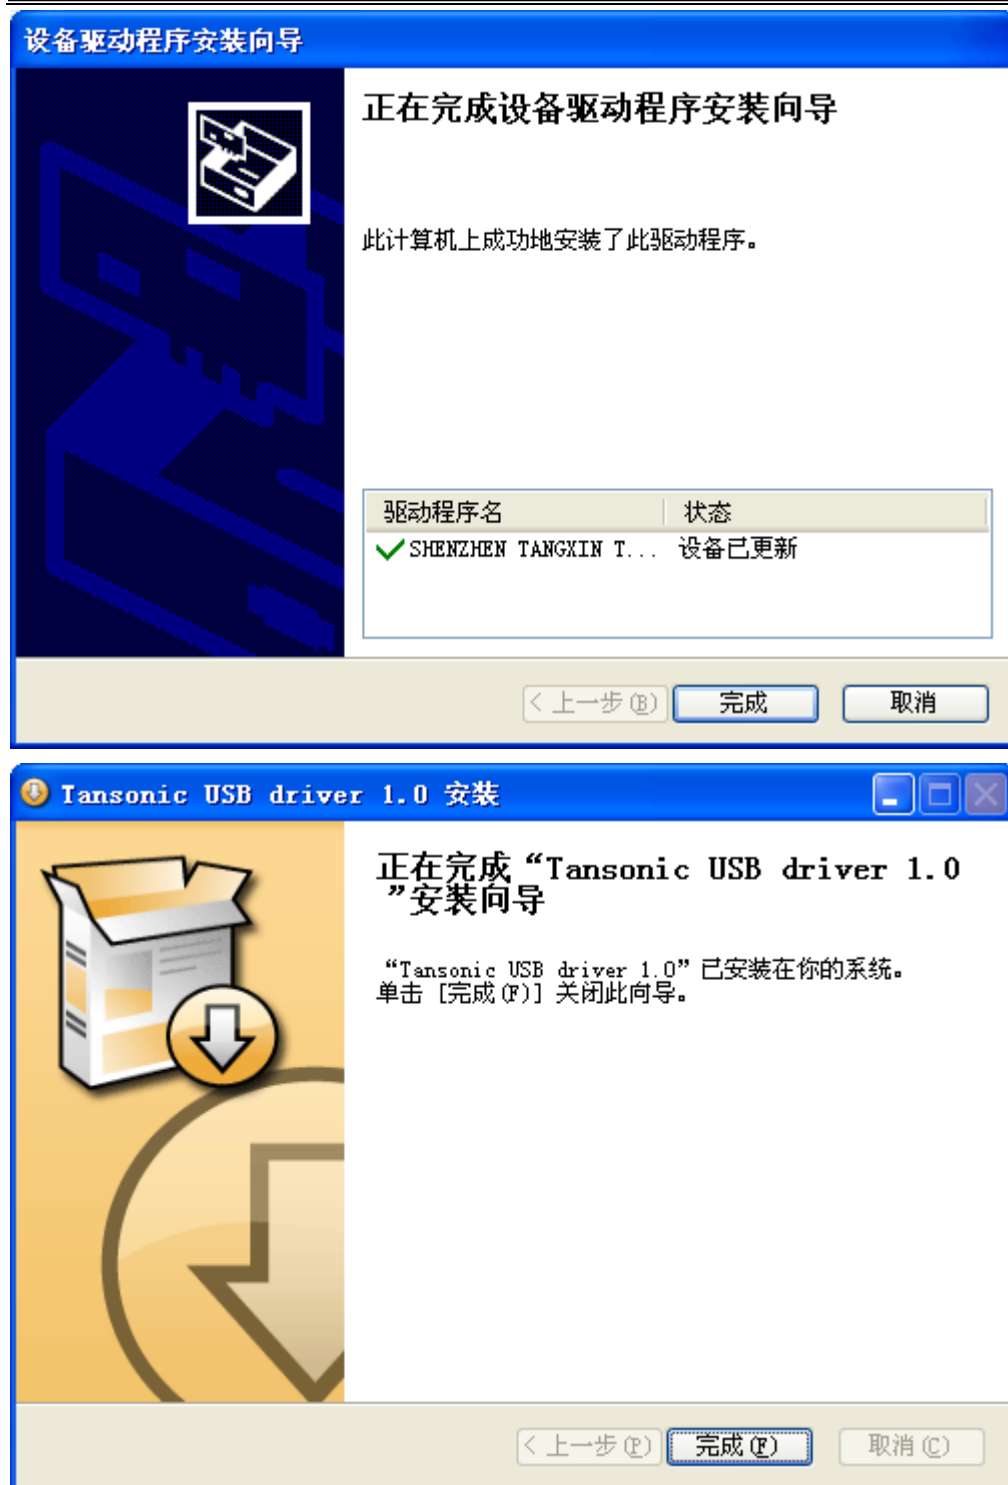 设备驱动程序安装向导
正在完成设备驱动程序安装向导
此计算机上成功地安装了此驱动程序。
驱动程序名 状态
SHENZHEN TANGXIN T... 设备已更新
< 上一步(B) 完成 取消
Tansonic USB driver 1.0 安装
正在完成“Tansonic USB driver 1.0
”安装向导
“Tansonic USB driver 1.0”已安装在你的系统。
单击 [完成(F)] 关闭此向导。
< 上一步(P) 完成(F) 取消(C)